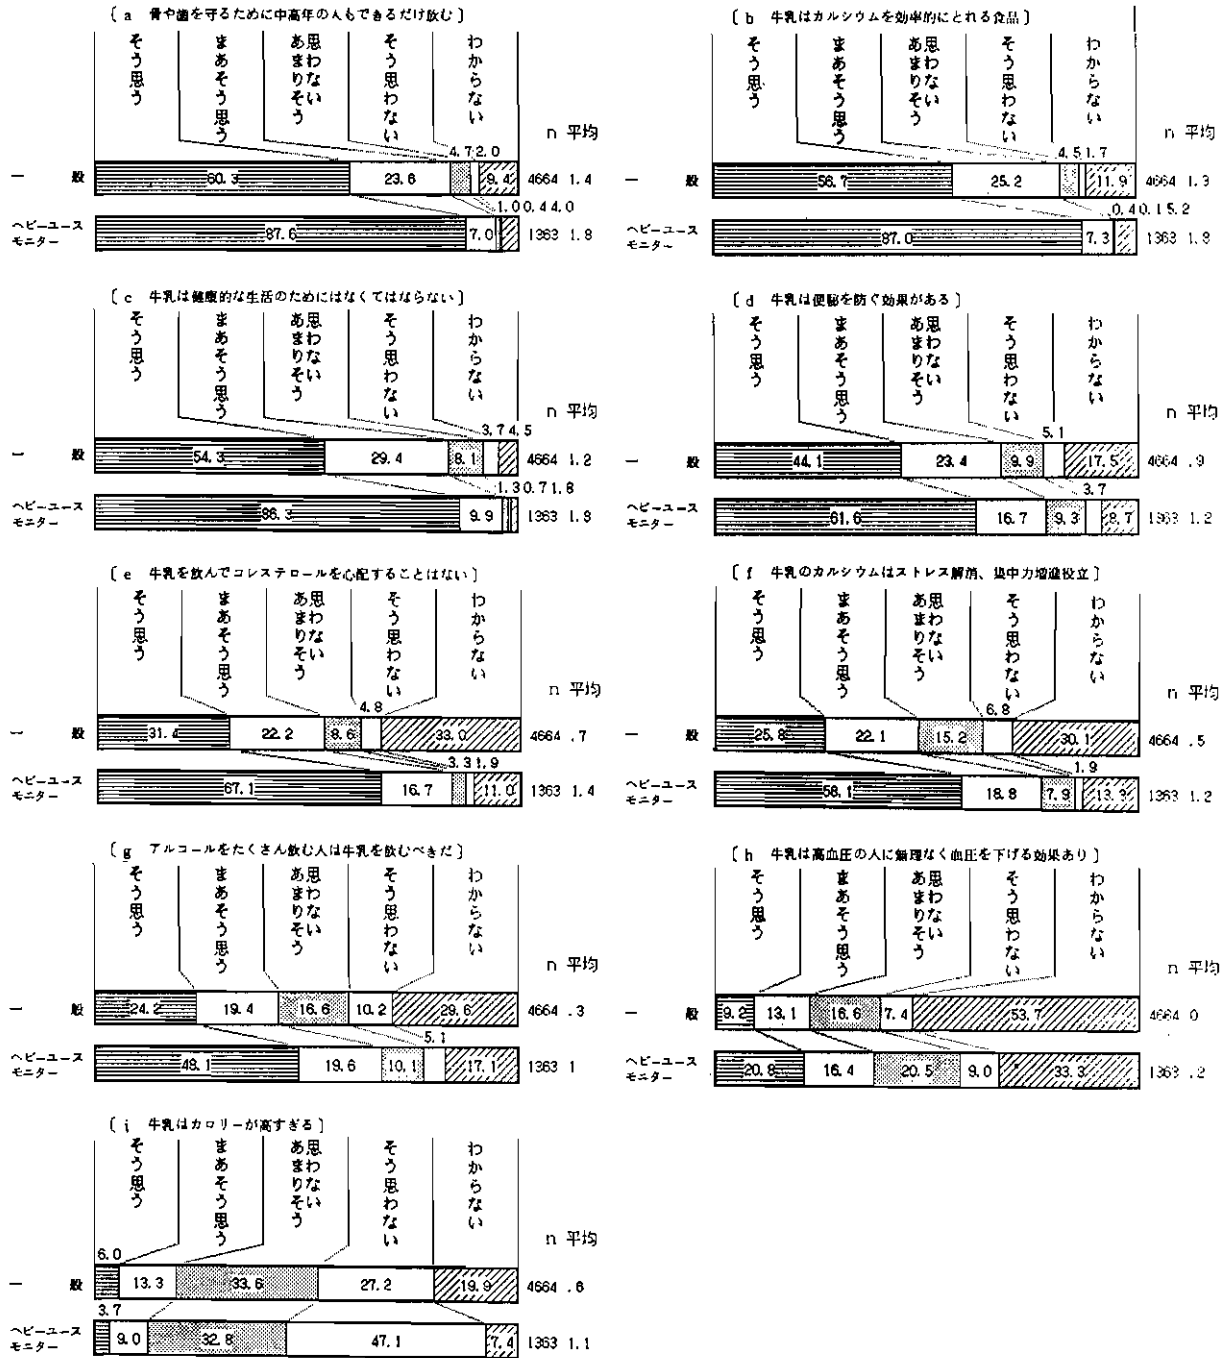 [ a 骨や歯を守るために中高年の人もできるだけ飲む ]
そう思う
まあそう思う
あまりそう思わない
そう思わない
わからない
n 平均
4.7 2.0
一般 60.3 23.6 9.4 4664 1.4
1.0 0.4 4.0
ヘビーユースモニター 87.6 7.0 1363 1.8
[ b 牛乳はカルシウムを効率的にとれる食品 ]
そう思う
まあそう思う
あまりそう思わない
そう思わない
わからない
n 平均
4.5 1.7
一般 56.7 25.2 11.9 4664 1.3
0.4 0.1 5.2
ヘビーユースモニター 87.0 7.3 1363 1.8
[ c 牛乳は健康的な生活のためにはなくてはならない ]
そう思う
まあそう思う
あまりそう思わない
そう思わない
わからない
n 平均
3.7 4.5
一般 54.3 29.4 8.1 4664 1.2
1.3 0.7 1.8
ヘビーユースモニター 86.3 9.9 1363 1.8
[ d 牛乳は便秘を防ぐ効果がある ]
そう思う
まあそう思う
あまりそう思わない
そう思わない
わからない
n 平均
5.1
一般 44.1 23.4 9.9 17.5 4664 .9
3.7
ヘビーユースモニター 61.6 16.7 9.3 8.7 1363 1.2
[ e 牛乳を飲んでコレステロールを心配することはない ]
そう思う
まあそう思う
あまりそう思わない
そう思わない
わからない
n 平均
4.8
一般 31.4 22.2 8.6 33.0 4664 .7
3.3 1.9
ヘビーユースモニター 67.1 16.7 11.0 1363 1.4
[ f 牛乳のカルシウムはストレス解消、集中力増進役立 ]
そう思う
まあそう思う
あまりそう思わない
そう思わない
わからない
n 平均
6.8
一般 25.8 22.1 15.2 30.1 4664 .5
1.9
ヘビーユースモニター 58.1 18.8 7.9 13.3 1363 1.2
[ g アルコールをたくさん飲む人は牛乳を飲むべきだ ]
そう思う
まあそう思う
あまりそう思わない
そう思わない
わからない
n 平均
一般 24.2 19.4 16.6 10.2 29.6 4664 .3
5.1
ヘビーユースモニター 48.1 19.6 10.1 17.1 1363 1
[ h 牛乳は高血圧の人に無理なく血圧を下げる効果あり ]
そう思う
まあそう思う
あまりそう思わない
そう思わない
わからない
n 平均
一般 9.2 13.1 16.6 7.4 53.7 4664 0
ヘビーユースモニター 20.8 16.4 20.5 9.0 33.3 1363 .2
[ i 牛乳はカロリーが高すぎる ]
そう思う
まあそう思う
あまりそう思わない
そう思わない
わからない
n 平均
6.0
一般 13.3 33.6 27.2 19.9 4664 .6
3.7
ヘビーユースモニター 9.0 32.8 47.1 7.4 1363 1.1